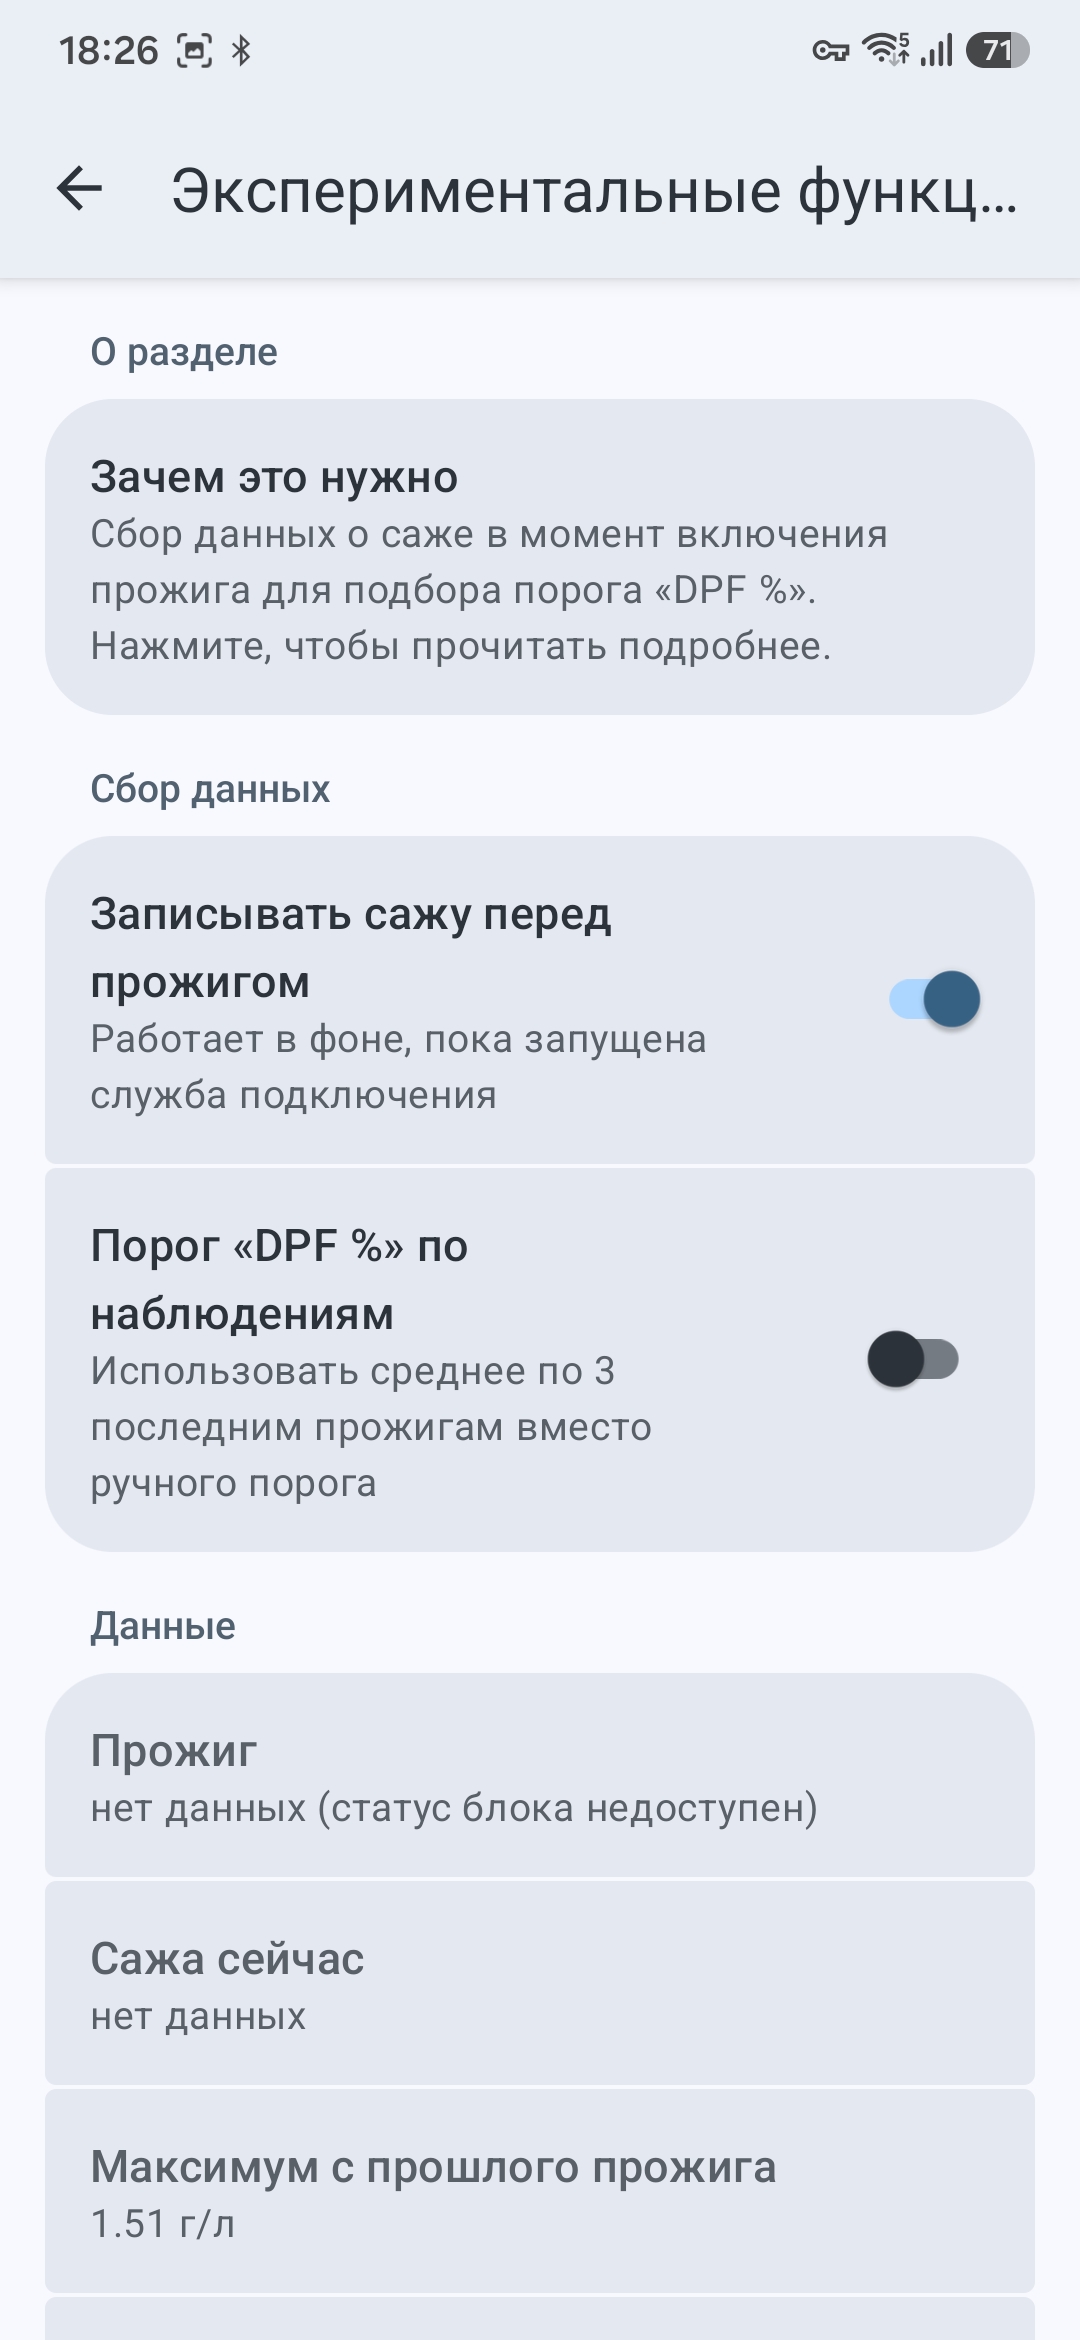 18:26
5
71
Экспериментальные функц...
О разделе
Зачем это нужно
Сбор данных о саже в момент включения
прожига для подбора порога «DPF %».
Нажмите, чтобы прочитать подробнее.
Сбор данных
Записывать сажу перед
прожигом
Работает в фоне, пока запущена
служба подключения
Порог «DPF %» по
наблюдениям
Использовать среднее по 3
последним прожигам вместо
ручного порога
Данные
Прожиг
нет данных (статус блока недоступен)
Сажа сейчас
нет данных
Максимум с прошлого прожига
1.51 г/л